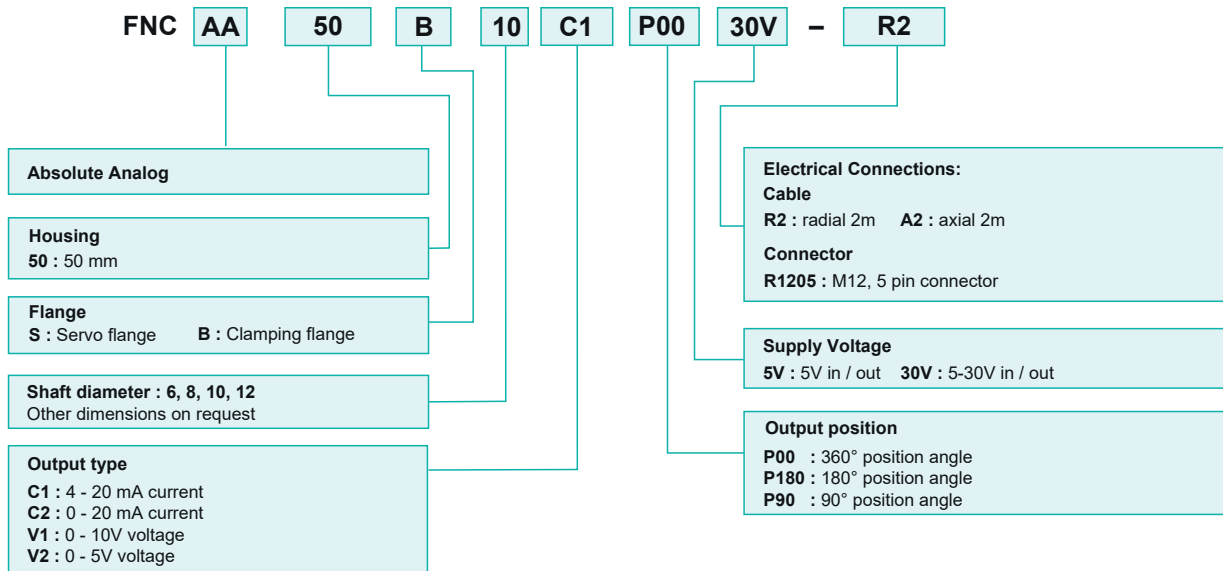 FNC AA 50 B 10 C1 P00 30V – R2
Absolute Analog
Housing
50 : 50 mm
Flange
S : Servo flange B : Clamping flange
Shaft diameter : 6, 8, 10, 12
Other dimensions on request
Output type
C1 : 4 - 20 mA current
C2 : 0 - 20 mA current
V1 : 0 - 10V voltage
V2 : 0 - 5V voltage
Electrical Connections:
Cable
R2 : radial 2m A2 : axial 2m
Connector
R1205 : M12, 5 pin connector
Supply Voltage
5V : 5V in / out 30V : 5-30V in / out
Output position
P00 : 360° position angle
P180 : 180° position angle
P90 : 90° position angle